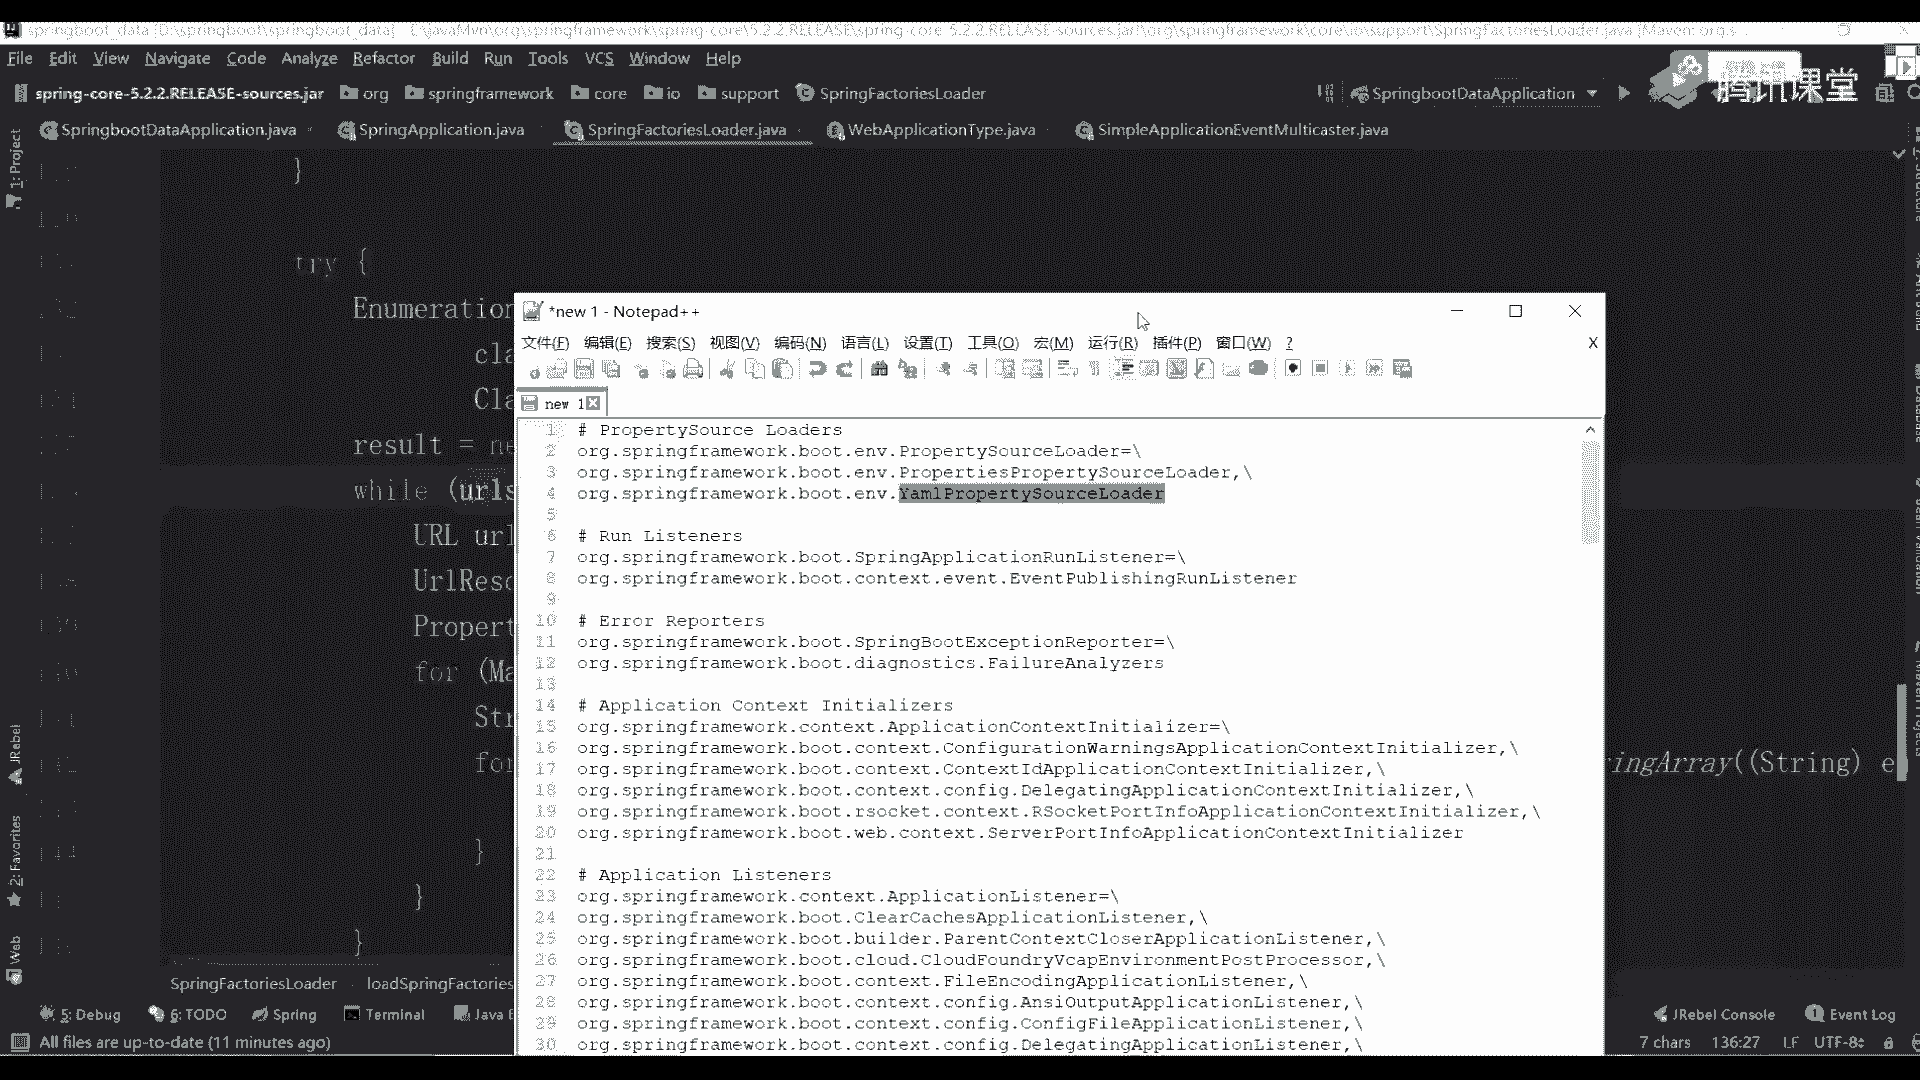 springboot_data [D:\springboot\springboot_data] - E:\javaMvn\org\springframework\spring-core\5.2.2.RELEASE\spring-core-5.2.2.RELEASE-sources.jar!\org\springframework\core\io\support\SpringFactoriesLoader.java [Maven: org.s...
File Edit View Navigate Code Analyze Refactor Build Run Tools VCS Window Help
spring-core-5.2.2.RELEASE-sources.jar org springframework core io support SpringFactoriesLoader SpringbootDataApplication
腾讯课堂
SpringbootDataApplication.java SpringApplication.java SpringFactoriesLoader.java WebApplicationType.java SimpleApplicationEventMulticaster.java
1: Project
}
try {
Enumeration
cla
Cla
result = ne
while (urls
URL url
UrlReso
Propert
for (Ma
Str
for
ringArray((String) e
}
}
}
*new 1 - Notepad++
文件(F) 编辑(E) 搜索(S) 视图(V) 编码(N) 语言(L) 设置(T) 工具(O) 宏(M) 运行(R) 插件(P) 窗口(W) ? X
new 1
1 # PropertySource Loaders
2 org.springframework.boot.env.PropertySourceLoader=\
3 org.springframework.boot.env.PropertiesPropertySourceLoader,\
4 org.springframework.boot.env.YamlPropertySourceLoader
5
6 # Run Listeners
7 org.springframework.boot.SpringApplicationRunListener=\
8 org.springframework.boot.context.event.EventPublishingRunListener
9
10 # Error Reporters
11 org.springframework.boot.SpringBootExceptionReporter=\
12 org.springframework.boot.diagnostics.FailureAnalyzers
13
14 # Application Context Initializers
15 org.springframework.context.ApplicationContextInitializer=\
16 org.springframework.boot.context.ConfigurationWarningsApplicationContextInitializer,\
17 org.springframework.boot.context.ContextIdApplicationContextInitializer,\
18 org.springframework.boot.context.config.DelegatingApplicationContextInitializer,\
19 org.springframework.boot.rsocket.context.RSocketPortInfoApplicationContextInitializer,\
20 org.springframework.boot.web.context.ServerPortInfoApplicationContextInitializer
21
22 # Application Listeners
23 org.springframework.context.ApplicationListener=\
24 org.springframework.boot.ClearCachesApplicationListener,\
25 org.springframework.boot.builder.ParentContextCloserApplicationListener,\
26 org.springframework.boot.cloud.CloudFoundryVcapEnvironmentPostProcessor,\
27 org.springframework.boot.context.FileEncodingApplicationListener,\
28 org.springframework.boot.context.config.AnsiOutputApplicationListener,\
29 org.springframework.boot.context.config.ConfigFileApplicationListener,\
30 org.springframework.boot.context.config.DelegatingApplicationListener,\
JRebel
2: Favorites
Web
SpringFactoriesLoader loadSpringFactories
5: Debug 6: TODO Spring Terminal Java E JRebel Console Event Log
All files are up-to-date (11 minutes ago) 7 chars 136:27 LF UTF-8